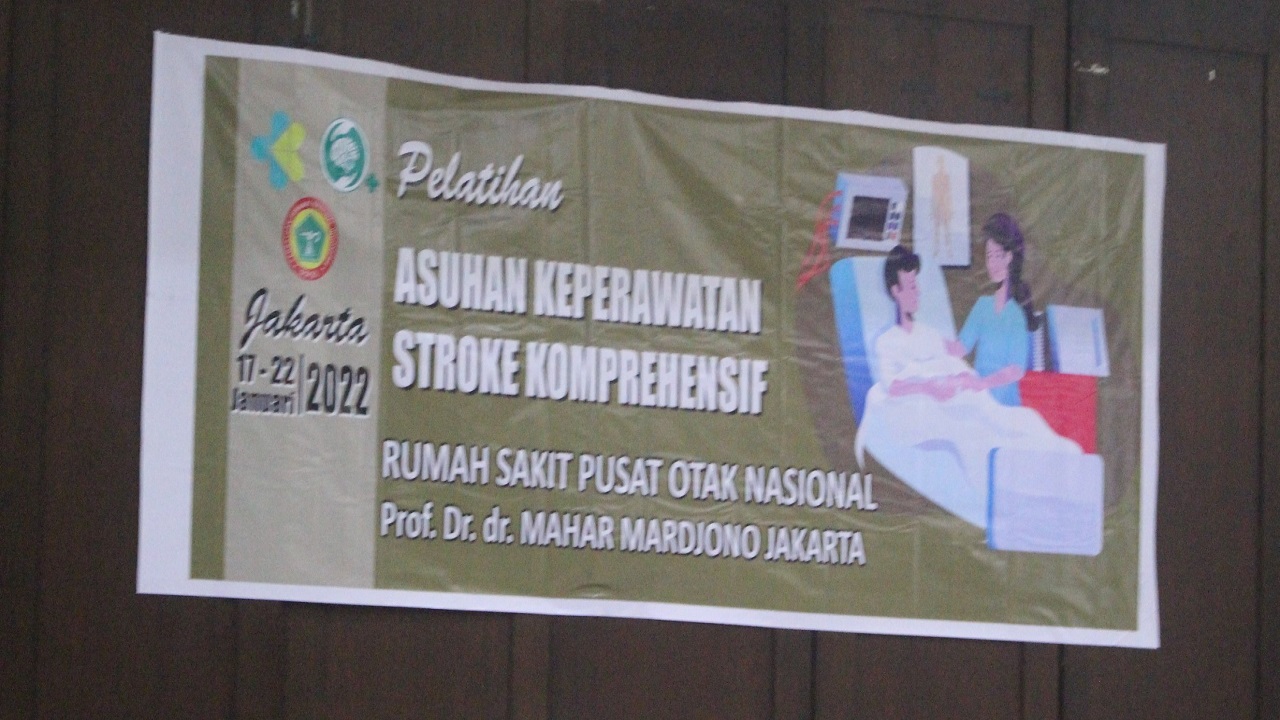 Pelatihan
ASUHAN KEPERAWATAN
STROKE KOMPREHENSIF
RUMAH SAKIT PUSAT OTAK NASIONAL
Prof. Dr. dr. MAHAR MARDJONO JAKARTA
Jakarta
17 - 22
Januari
2022